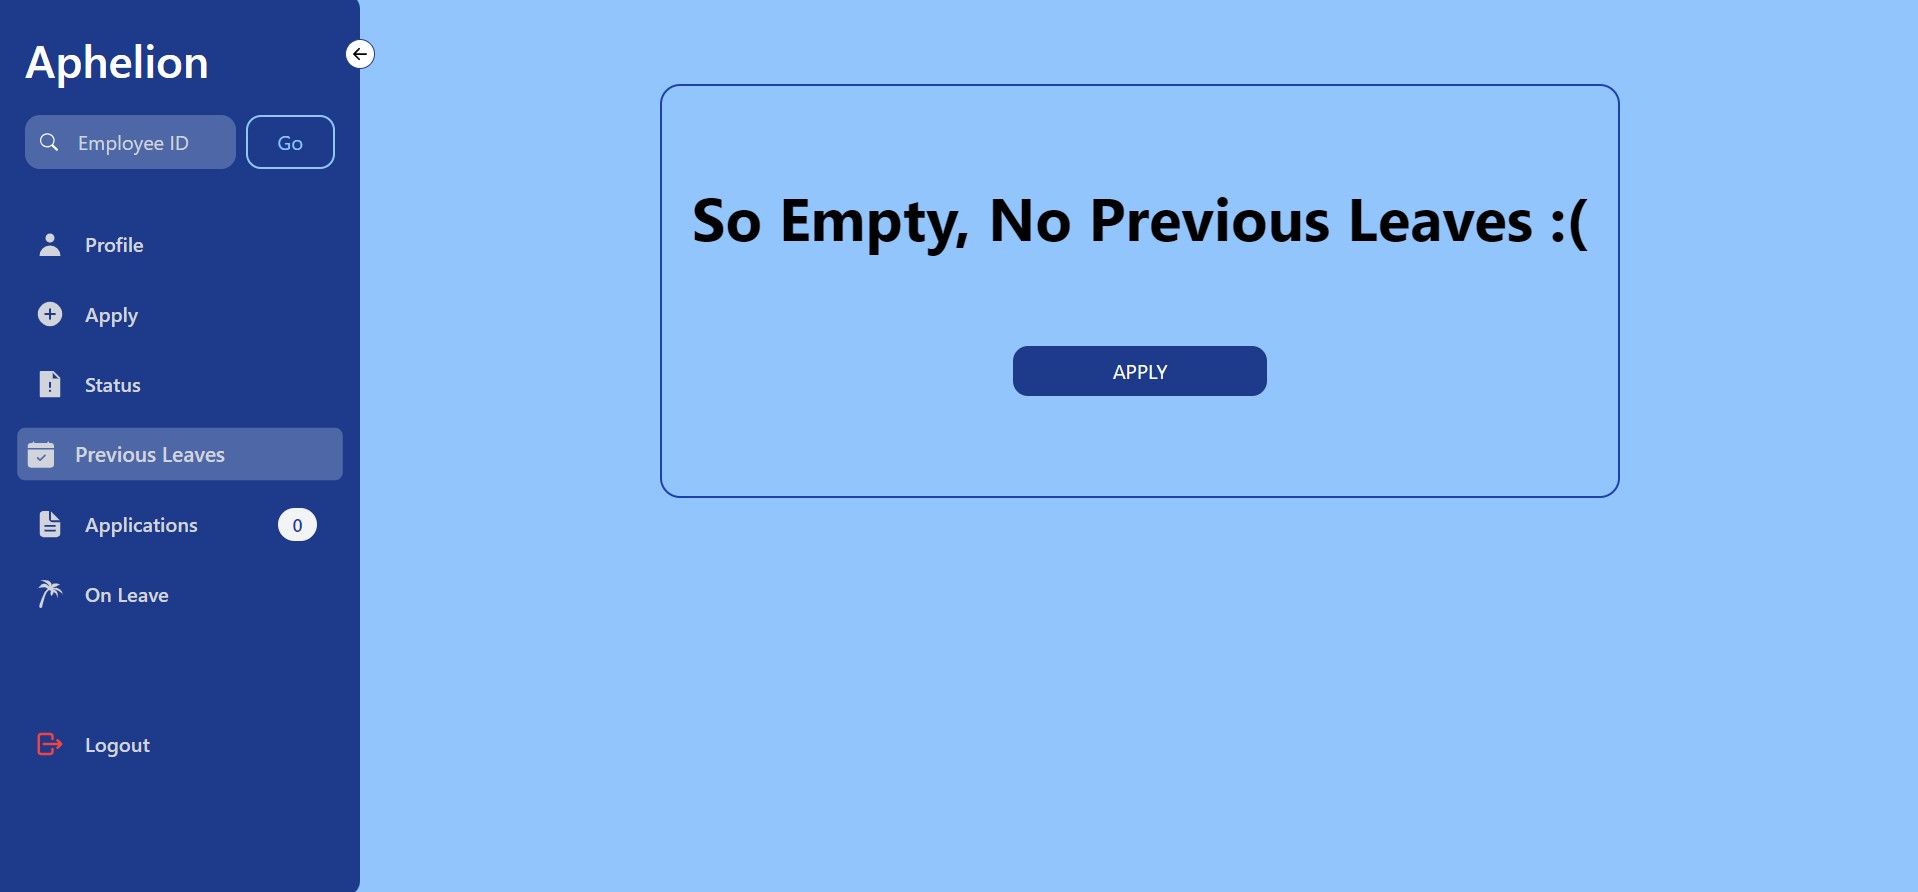 Aphelion
Employee ID
Go
Profile
Apply
Status
Previous Leaves
Applications
0
On Leave
Logout
So Empty, No Previous Leaves :(
APPLY